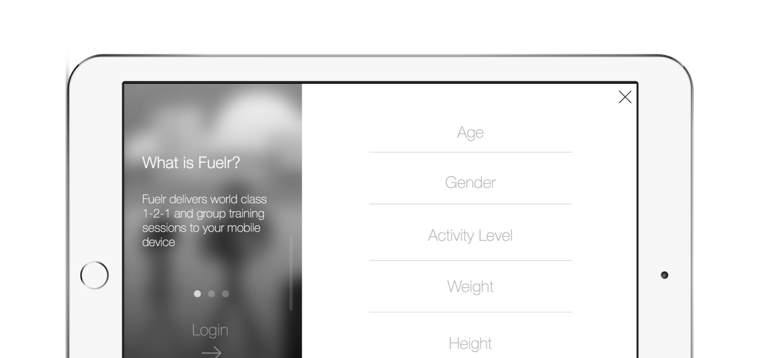 What is Fuelr?
Fuelr delivers world class
1-2-1 and group training
sessions to your mobile
device
Login
Age
Gender
Activity Level
Weight
Height